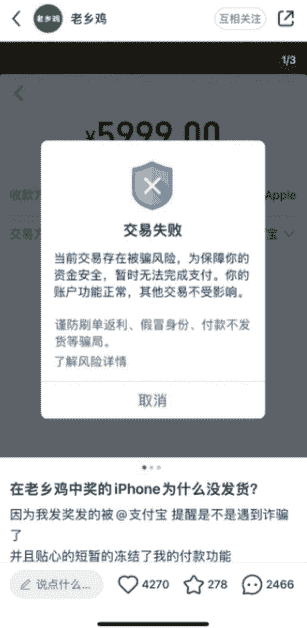 老乡鸡
老乡鸡
互相关注
1/3
¥5999.00
Apple
交易失败
当前交易存在被骗风险，为保障你的
资金安全，暂时无法完成支付。你的
账户功能正常，其他交易不受影响。
谨防刷单返利、假冒身份、付款不发
货等骗局。
了解风险详情
取消
在老乡鸡中奖的iPhone为什么没发货?
因为我发奖发的被@支付宝 提醒是不是遇到诈骗
了
并且贴心的短暂的冻结了我的付款功能
说点什么...
4270
278
2466